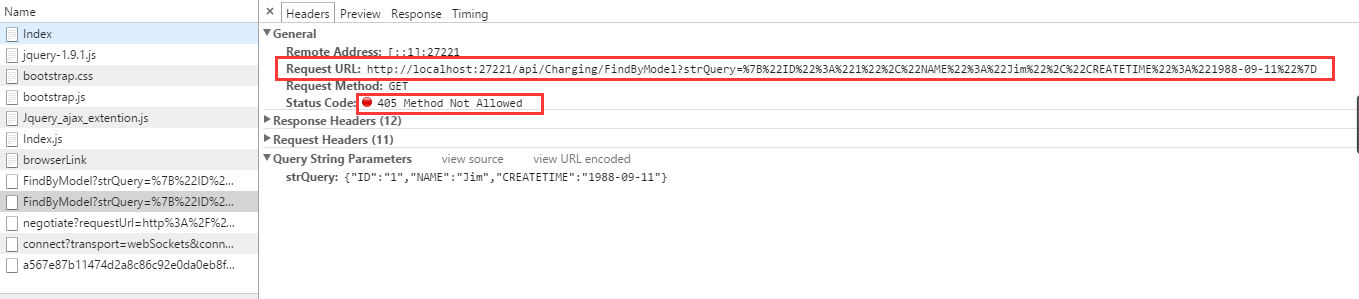 Name
Index
jquery-1.9.1.js
bootstrap.css
bootstrap.js
Jquery_ajax_extention.js
Index.js
browserLink
FindByModel?strQuery=%7B%22ID%2...
FindByModel?strQuery=%7B%22ID%2...
negotiate?requestUrl=http%3A%2F%2...
connect?transport=webSockets&conn...
a567e87b11474d2a8c86c92e0da0eb8f...
× Headers Preview Response Timing
General
Remote Address: [::1]:27221
Request URL: http://localhost:27221/api/Charging/FindByModel?strQuery=%7B%22ID%22%3A%221%22%2C%22NAME%22%3A%22Jim%22%2C%22CREATETIME%22%3A%221988-09-11%22%7D
Request Method: GET
Status Code: 405 Method Not Allowed
Response Headers (12)
Request Headers (11)
Query String Parameters view source view URL encoded
strQuery: {"ID":"1","NAME":"Jim","CREATETIME":"1988-09-11"}